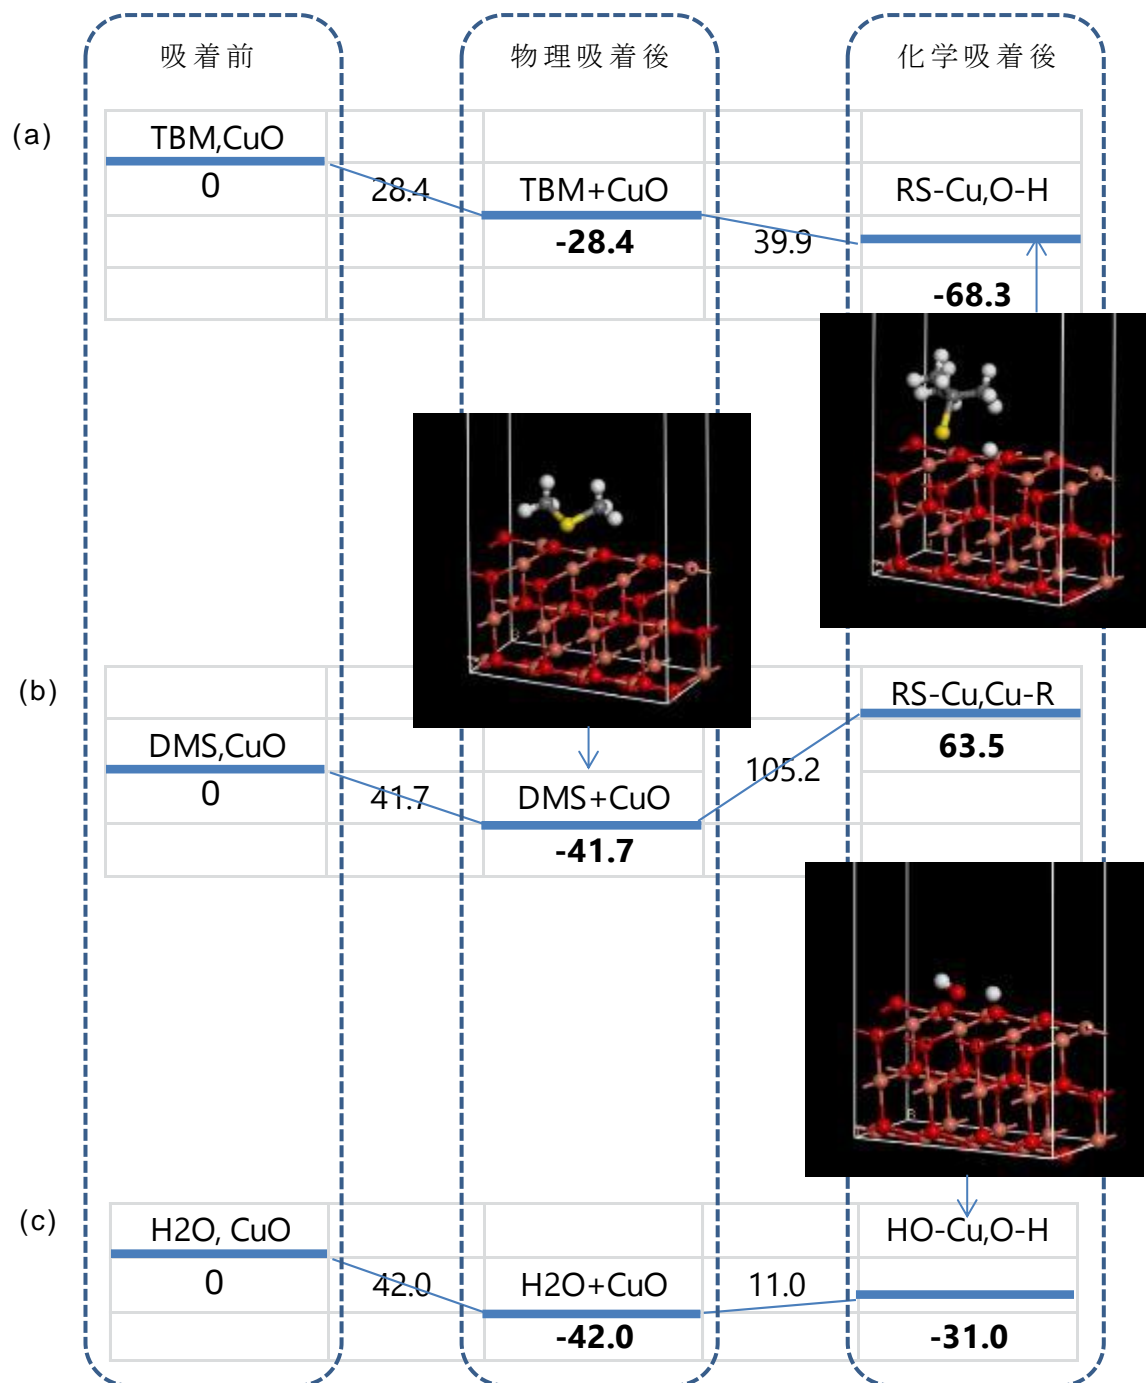 吸着前
物理吸着後
化学吸着後
(a)
TBM,CuO
0
28.4
TBM+CuO
-28.4
39.9
RS-Cu,O-H
-68.3
(b)
DMS,CuO
0
41.7
DMS+CuO
-41.7
105.2
RS-Cu,Cu-R
63.5
(c)
H2O, CuO
0
42.0
H2O+CuO
-42.0
11.0
HO-Cu,O-H
-31.0